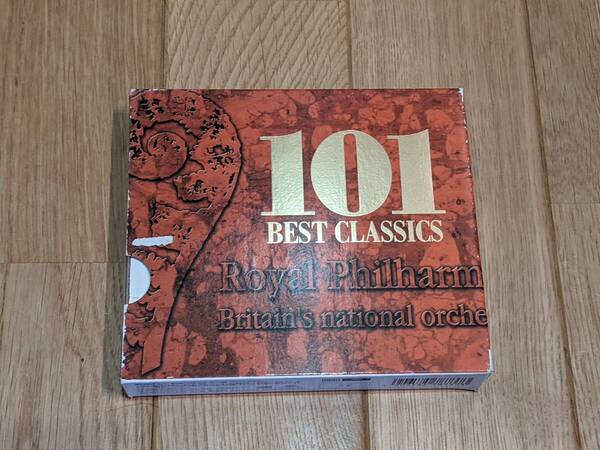 101
BEST CLASSICS
Royal Philharm
Britain's national orche